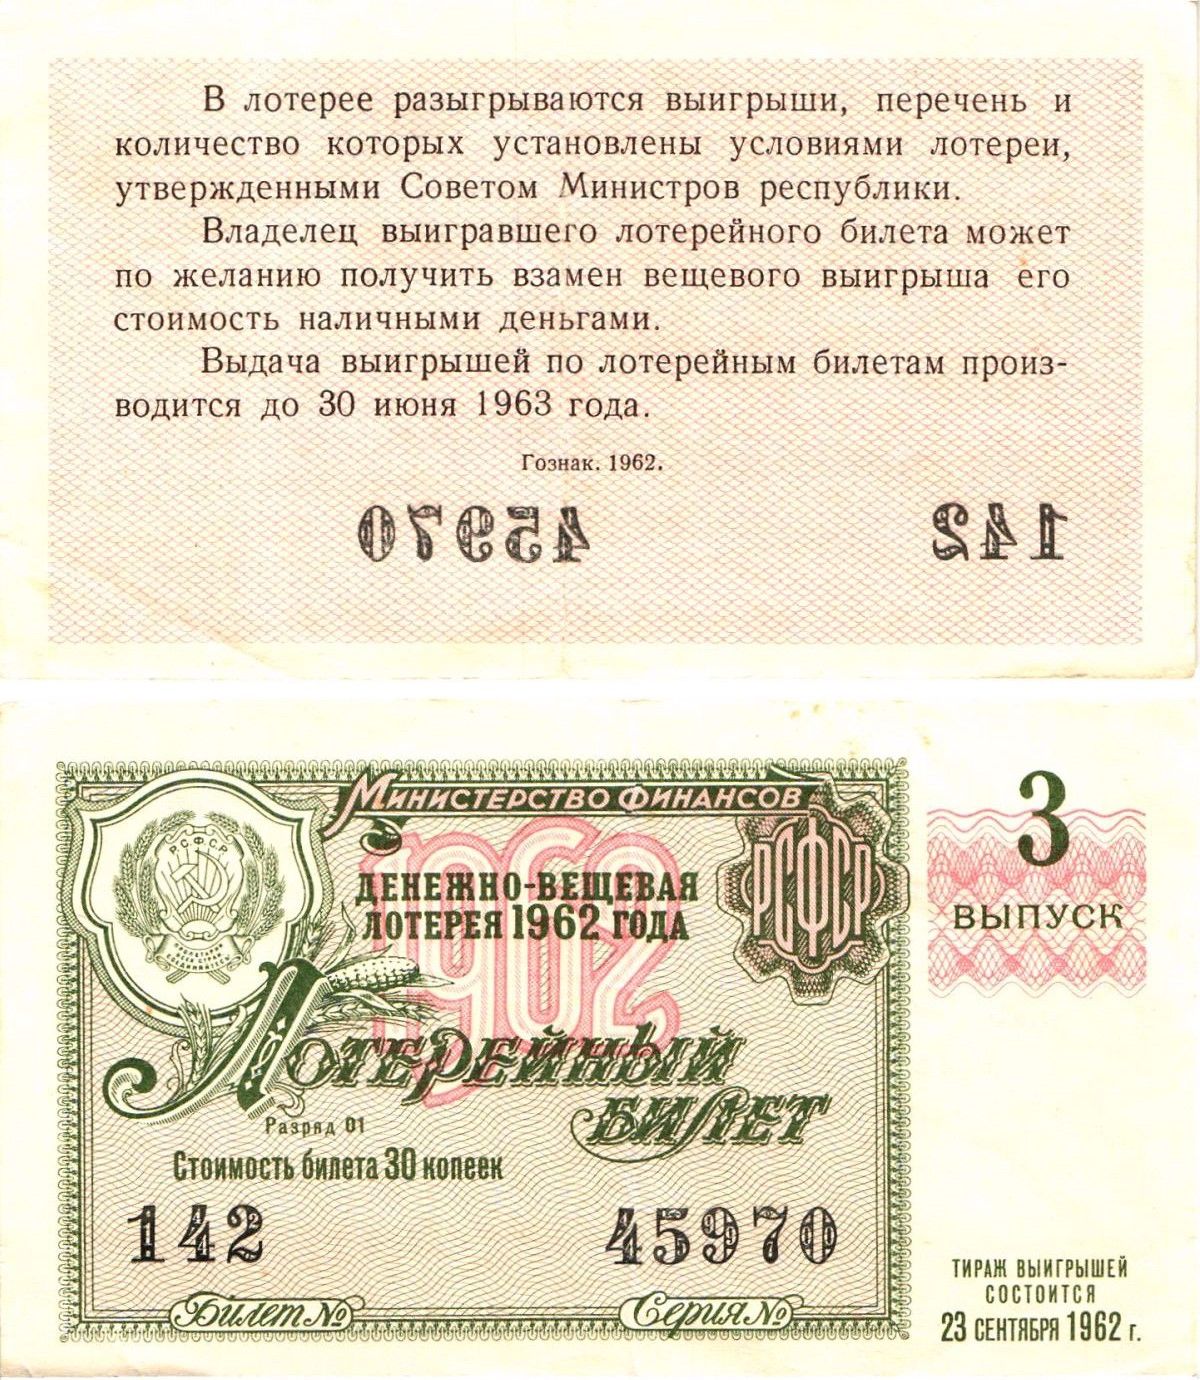 В лотерее разыгрываются выигрыши, перечень и
количество которых установлены условиями лотереи,
утвержденными Советом Министров республики.
Владелец выигравшего лотерейного билета может
по желанию получить взамен вещевого выигрыша его
стоимость наличными деньгами.
Выдача выигрышей по лотерейным билетам произ-
водится до 30 июня 1963 года.
Гознак. 1962.
45970 142
Министерство финансов
РСФСР
РСФСР
1962
ДЕНЕЖНО-ВЕЩЕВАЯ
ЛОТЕРЕЯ 1962 ГОДА
3
ВЫПУСК
Лотерейный
билет
Разряд 01
Стоимость билета 30 копеек
142 45970
Билет № Серия №
ТИРАЖ ВЫИГРЫШЕЙ
СОСТОИТСЯ
23 СЕНТЯБРЯ 1962 г.